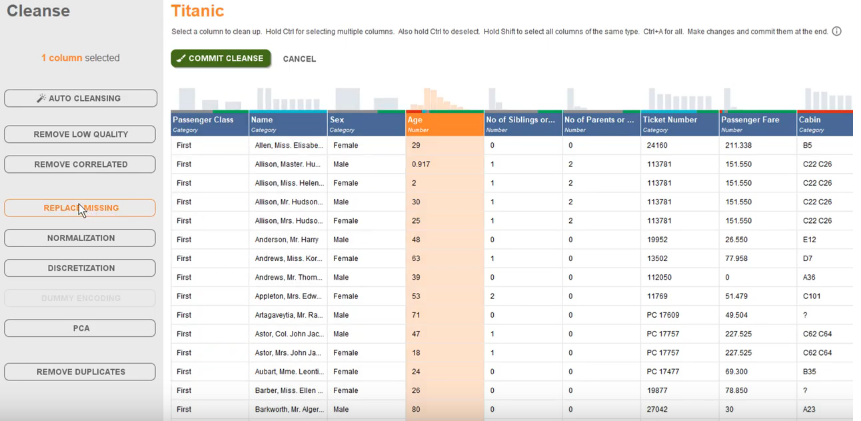 Cleanse
1 column selected
AUTO CLEANSING
REMOVE LOW QUALITY
REMOVE CORRELATED
REPLACE MISSING
NORMALIZATION
DISCRETIZATION
DUMMY ENCODING
PCA
REMOVE DUPLICATES
Titanic
Select a column to clean up. Hold Ctrl for selecting multiple columns. Also hold Ctrl to deselect. Hold Shift to select all columns of the same type. Ctrl+A for all. Make changes and commit them at the end.
COMMIT CLEANSE CANCEL
Passenger Class Name Sex Age No of Siblings or... No of Parents or ... Ticket Number Passenger Fare Cabin
Category Category Category Number Number Number Category Number Category
First Allen, Miss. Elisabe... Female 29 0 0 24160 211.338 B5
First Allison, Master. Hu... Male 0.917 1 2 113781 151.550 C22 C26
First Allison, Miss. Helen... Female 2 1 2 113781 151.550 C22 C26
First Allison, Mr. Hudson... Male 30 1 2 113781 151.550 C22 C26
First Allison, Mrs. Hudso... Female 25 1 2 113781 151.550 C22 C26
First Anderson, Mr. Harry Male 48 0 0 19952 26.550 E12
First Andrews, Miss. Kor... Female 63 1 0 13502 77.958 D7
First Andrews, Mr. Thom... Male 39 0 0 112050 0 A36
First Appleton, Mrs. Edw... Female 53 2 0 11769 51.479 C101
First Artagaveytia, Mr. Ra... Male 71 0 0 PC 17609 49.504 ?
First Astor, Col. John Jac... Male 47 1 0 PC 17757 227.525 C62 C64
First Astor, Mrs. John Ja... Female 18 1 0 PC 17757 227.525 C62 C64
First Aubart, Mme. Leonti... Female 24 0 0 PC 17477 69.300 B35
First Barber, Miss. Ellen ... Female 26 0 0 19877 78.850 ?
First Barkworth, Mr. Alger... Male 80 0 0 27042 30 A23